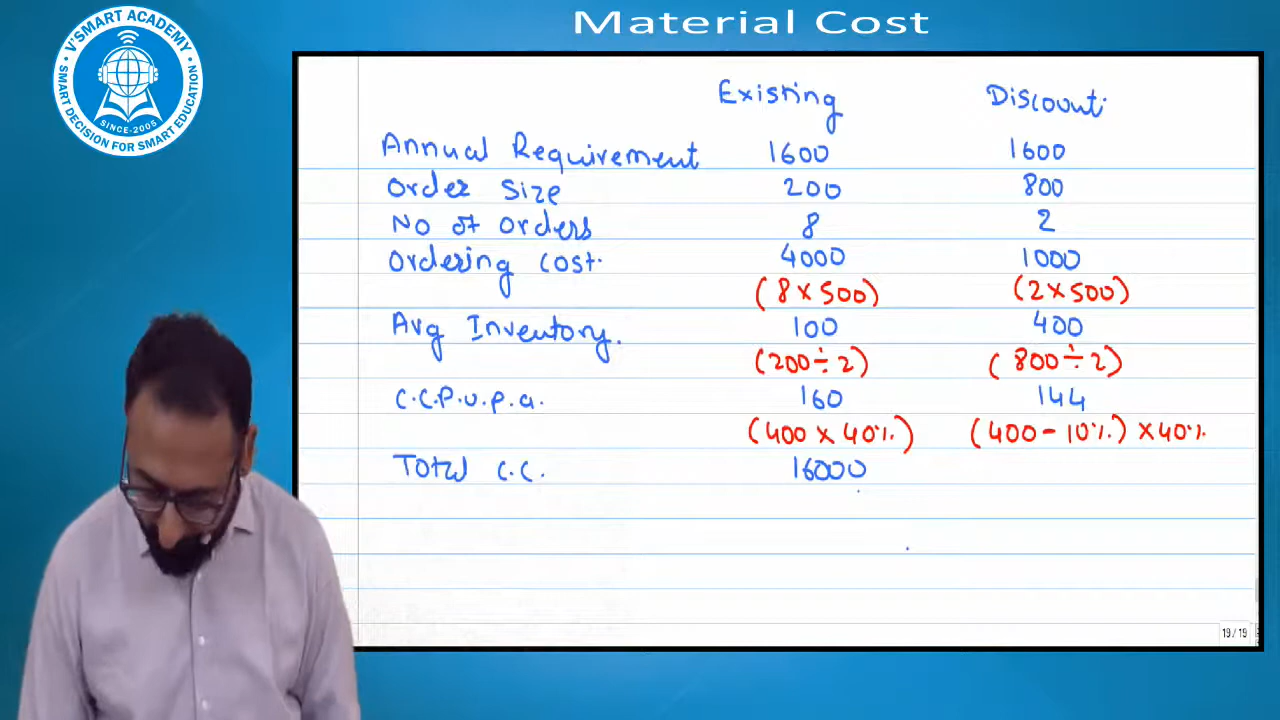 V'SMART ACADEMY
SINCE-2005
SMART DECISION FOR SMART EDUCATION
Material Cost
Existing Discount
Annual Requirement 1600 1600
Order Size 200 800
No of orders 8 2
Ordering Cost. 4000 1000
(8 × 500) (2 × 500)
Avg Inventory. 100 400
(200 ÷ 2) (800 ÷ 2)
C.C.P.U.P.a. 160 144
(400 × 40%) (400 - 10%) × 40%
Total C.C. 16000
19 / 19